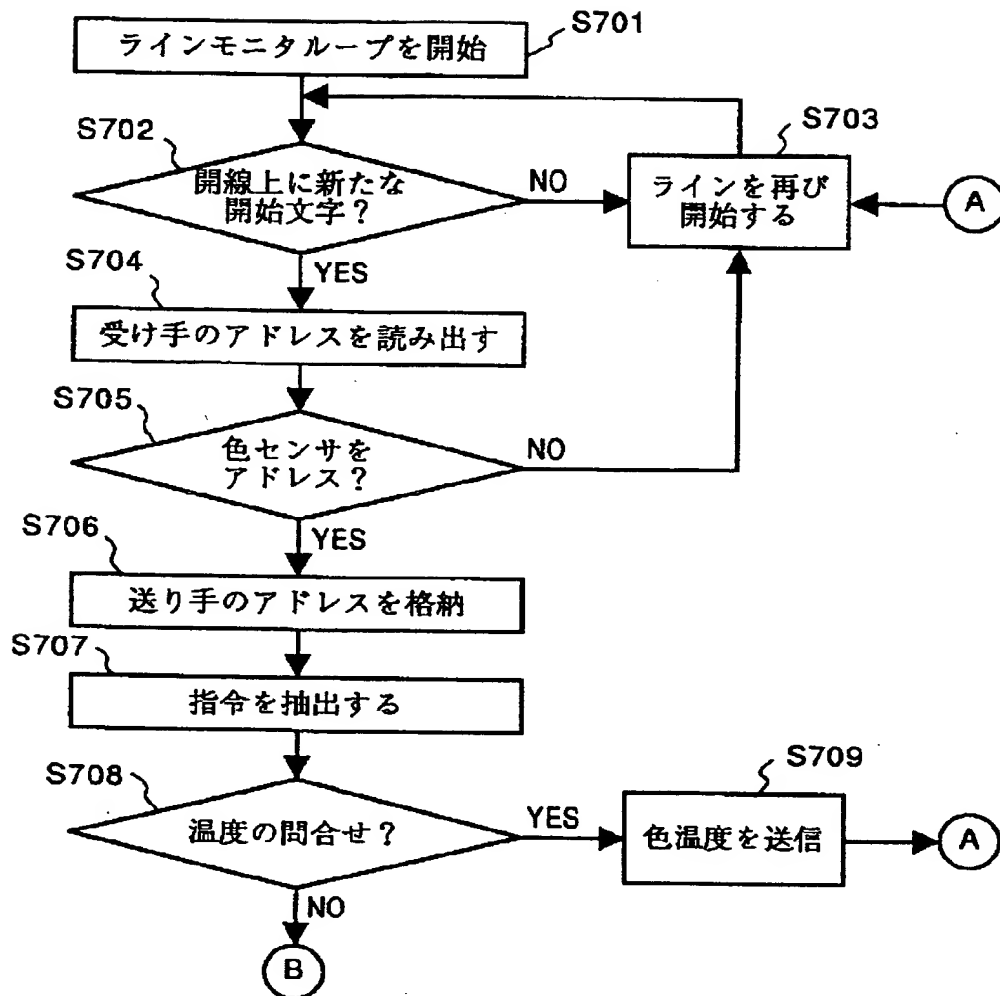 S701
ラインモニタループを開始
S702
開線上に新たな
開始文字?
NO
S703
ラインを再び
開始する
A
YES
S704
受け手のアドレスを読み出す
S705
色センサを
アドレス?
NO
YES
S706
送り手のアドレスを格納
S707
指令を抽出する
S708
温度の問合せ?
YES
S709
色温度を送信
A
NO
B